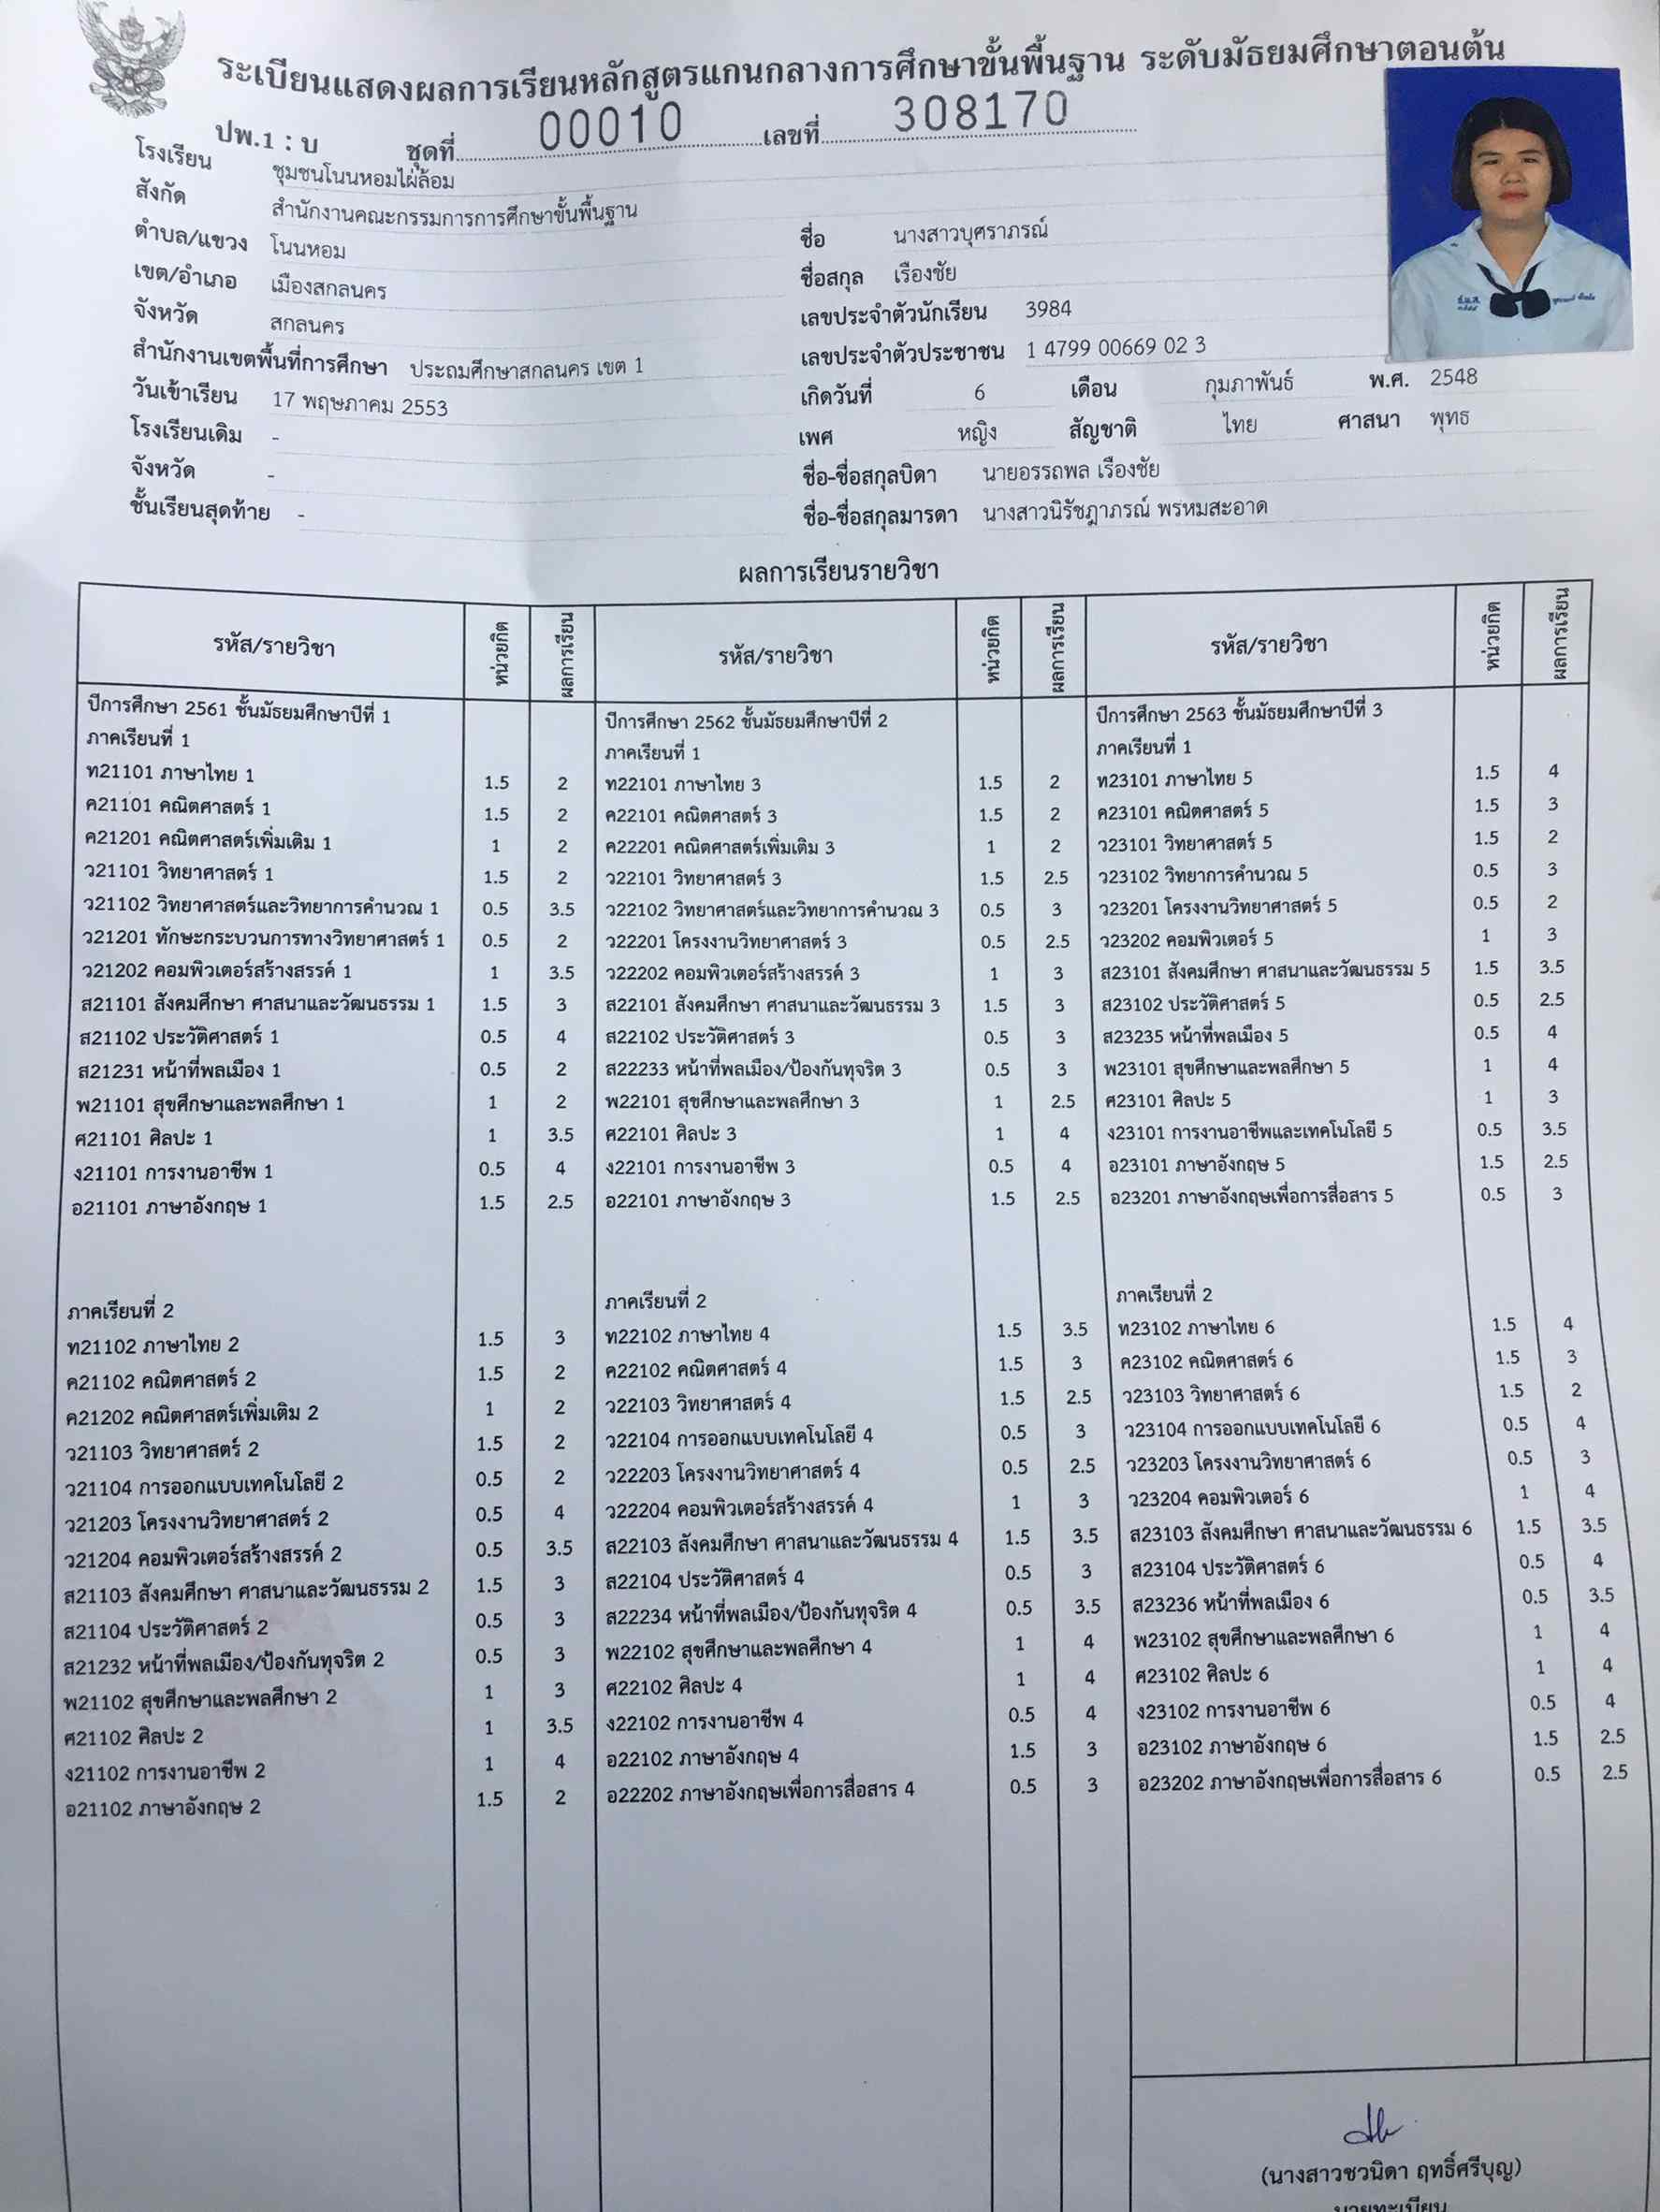 ระเบียนแสดงผลการเรียนหลักสูตรแกนกลางการศึกษาขั้นพื้นฐาน ระดับมัธยมศึกษาตอนต้น
ปพ.1 : บ ชุดที่ 00010 เลขที่ 308170
โรงเรียน ชุมชนโนนหอมไผ่ล้อม
สังกัด สำนักงานคณะกรรมการการศึกษาขั้นพื้นฐาน
ตำบล/แขวง โนนหอม
เขต/อำเภอ เมืองสกลนคร
จังหวัด สกลนคร
สำนักงานเขตพื้นที่การศึกษา ประถมศึกษาสกลนคร เขต 1
วันเข้าเรียน 17 พฤษภาคม 2553
โรงเรียนเดิม -
จังหวัด -
ชั้นเรียนสุดท้าย -
ชื่อ นางสาวบุศราภรณ์
ชื่อสกุล เรืองชัย
เลขประจำตัวนักเรียน 3984
เลขประจำตัวประชาชน 1 4799 00669 02 3
เกิดวันที่ 6 เดือน กุมภาพันธ์ พ.ศ. 2548
เพศ หญิง สัญชาติ ไทย ศาสนา พุทธ
ชื่อ-ชื่อสกุลบิดา นายอรรถพล เรืองชัย
ชื่อ-ชื่อสกุลมารดา นางสาวนิรัชฎาภรณ์ พรหมสะอาด
ผลการเรียนรายวิชา
รหัส/รายวิชา หน่วยกิต ผลการเรียน
ปีการศึกษา 2561 ชั้นมัธยมศึกษาปีที่ 1
ภาคเรียนที่ 1
ท21101 ภาษาไทย 1 1.5 2
ค21101 คณิตศาสตร์ 1 1.5 2
ค21201 คณิตศาสตร์เพิ่มเติม 1 1 2
ว21101 วิทยาศาสตร์ 1 1.5 2
ว21102 วิทยาศาสตร์และวิทยาการคำนวณ 1 0.5 3.5
ว21201 ทักษะกระบวนการทางวิทยาศาสตร์ 1 0.5 2
ว21202 คอมพิวเตอร์สร้างสรรค์ 1 1 3.5
ส21101 สังคมศึกษา ศาสนาและวัฒนธรรม 1 1.5 3
ส21102 ประวัติศาสตร์ 1 0.5 4
ส21231 หน้าที่พลเมือง 1 0.5 2
พ21101 สุขศึกษาและพลศึกษา 1 1 2
ศ21101 ศิลปะ 1 1 3.5
ง21101 การงานอาชีพ 1 0.5 4
อ21101 ภาษาอังกฤษ 1 1.5 2.5
ภาคเรียนที่ 2
ท21102 ภาษาไทย 2 1.5 3
ค21102 คณิตศาสตร์ 2 1.5 2
ค21202 คณิตศาสตร์เพิ่มเติม 2 1 2
ว21103 วิทยาศาสตร์ 2 1.5 2
ว21104 การออกแบบเทคโนโลยี 2 0.5 2
ว21203 โครงงานวิทยาศาสตร์ 2 0.5 4
ว21204 คอมพิวเตอร์สร้างสรรค์ 2 0.5 3.5
ส21103 สังคมศึกษา ศาสนาและวัฒนธรรม 2 1.5 3
ส21104 ประวัติศาสตร์ 2 0.5 3
ส21232 หน้าที่พลเมือง/ป้องกันทุจริต 2 0.5 3
พ21102 สุขศึกษาและพลศึกษา 2 1 3
ศ21102 ศิลปะ 2 1 3.5
ง21102 การงานอาชีพ 2 1 4
อ21102 ภาษาอังกฤษ 2 1.5 2
รหัส/รายวิชา หน่วยกิต ผลการเรียน
ปีการศึกษา 2562 ชั้นมัธยมศึกษาปีที่ 2
ภาคเรียนที่ 1
ท22101 ภาษาไทย 3 1.5 2
ค22101 คณิตศาสตร์ 3 1.5 2
ค22201 คณิตศาสตร์เพิ่มเติม 3 1 2
ว22101 วิทยาศาสตร์ 3 1.5 2.5
ว22102 วิทยาศาสตร์และวิทยาการคำนวณ 3 0.5 3
ว22201 โครงงานวิทยาศาสตร์ 3 0.5 2.5
ว22202 คอมพิวเตอร์สร้างสรรค์ 3 1 3
ส22101 สังคมศึกษา ศาสนาและวัฒนธรรม 3 1.5 3
ส22102 ประวัติศาสตร์ 3 0.5 3
ส22233 หน้าที่พลเมือง/ป้องกันทุจริต 3 0.5 3
พ22101 สุขศึกษาและพลศึกษา 3 1 2.5
ศ22101 ศิลปะ 3 1 4
ง22101 การงานอาชีพ 3 0.5 4
อ22101 ภาษาอังกฤษ 3 1.5 2.5
ภาคเรียนที่ 2
ท22102 ภาษาไทย 4 1.5 3.5
ค22102 คณิตศาสตร์ 4 1.5 3
ว22103 วิทยาศาสตร์ 4 1.5 2.5
ว22104 การออกแบบเทคโนโลยี 4 0.5 3
ว22203 โครงงานวิทยาศาสตร์ 4 0.5 2.5
ว22204 คอมพิวเตอร์สร้างสรรค์ 4 1 3
ส22103 สังคมศึกษา ศาสนาและวัฒนธรรม 4 1.5 3.5
ส22104 ประวัติศาสตร์ 4 0.5 3
ส22234 หน้าที่พลเมือง/ป้องกันทุจริต 4 0.5 3.5
พ22102 สุขศึกษาและพลศึกษา 4 1 4
ศ22102 ศิลปะ 4 1 4
ง22102 การงานอาชีพ 4 0.5 4
อ22102 ภาษาอังกฤษ 4 1.5 3
อ22202 ภาษาอังกฤษเพื่อการสื่อสาร 4 0.5 3
รหัส/รายวิชา หน่วยกิต ผลการเรียน
ปีการศึกษา 2563 ชั้นมัธยมศึกษาปีที่ 3
ภาคเรียนที่ 1
ท23101 ภาษาไทย 5 1.5 4
ค23101 คณิตศาสตร์ 5 1.5 3
ว23101 วิทยาศาสตร์ 5 1.5 2
ว23102 วิทยาการคำนวณ 5 0.5 3
ว23201 โครงงานวิทยาศาสตร์ 5 0.5 2
ว23202 คอมพิวเตอร์ 5 1 3
ส23101 สังคมศึกษา ศาสนาและวัฒนธรรม 5 1.5 3.5
ส23102 ประวัติศาสตร์ 5 0.5 2.5
ส23235 หน้าที่พลเมือง 5 0.5 4
พ23101 สุขศึกษาและพลศึกษา 5 1 4
ศ23101 ศิลปะ 5 1 3
ง23101 การงานอาชีพและเทคโนโลยี 5 0.5 3.5
อ23101 ภาษาอังกฤษ 5 1.5 2.5
อ23201 ภาษาอังกฤษเพื่อการสื่อสาร 5 0.5 3
ภาคเรียนที่ 2
ท23102 ภาษาไทย 6 1.5 4
ค23102 คณิตศาสตร์ 6 1.5 3
ว23103 วิทยาศาสตร์ 6 1.5 2
ว23104 การออกแบบเทคโนโลยี 6 0.5 4
ว23203 โครงงานวิทยาศาสตร์ 6 0.5 3
ว23204 คอมพิวเตอร์ 6 1 4
ส23103 สังคมศึกษา ศาสนาและวัฒนธรรม 6 1.5 3.5
ส23104 ประวัติศาสตร์ 6 0.5 4
ส23236 หน้าที่พลเมือง 6 0.5 3.5
พ23102 สุขศึกษาและพลศึกษา 6 1 4
ศ23102 ศิลปะ 6 1 4
ง23102 การงานอาชีพ 6 0.5 4
อ23102 ภาษาอังกฤษ 6 1.5 2.5
อ23202 ภาษาอังกฤษเพื่อการสื่อสาร 6 0.5 2.5
(นางสาวชวนิดา ฤทธิ์ศรีบุญ)
นายทะเบียน